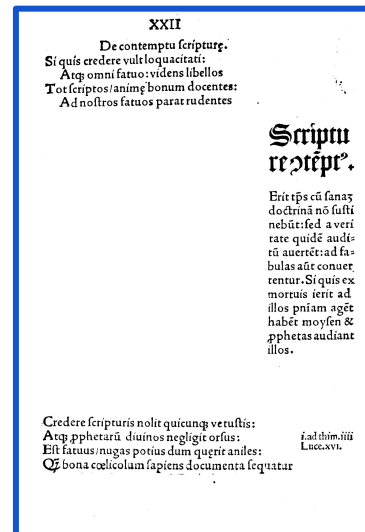 XXII
De contemptu ſcripturę.
Si quis credere vult loquacitati:
Atqꝫ omni fatuo: videns libellos
Tot ſcriptos/animę bonum docentes:
Ad noſtros fatuos parat rudentes
Scriptu
re ↄtēptꝰ.
Erit tp̄s cū ſanaꝫ
doctrinā nō ſuſti
nebūt: ſed a veri
tate quidē audi⸗
tū auertēt: ad fa⸗
bulas aūt conuer
tentur. Si quis ex
mortuis ierit ad
illos pniam agēt
habēt moyſen &
ꝓphetas audiant
illos.
Credere ſcripturis nolit quicunqꝫ vetuſtis:
Atqꝫ ꝓphetarū diuinos negligit orſus:
Eſt fatuus/nugas potius dum quęrit aniles:
Qꝫ bona cœlicolum ſapiens documenta ſequatur
i. ad thim. iiii
Luce. xvi.